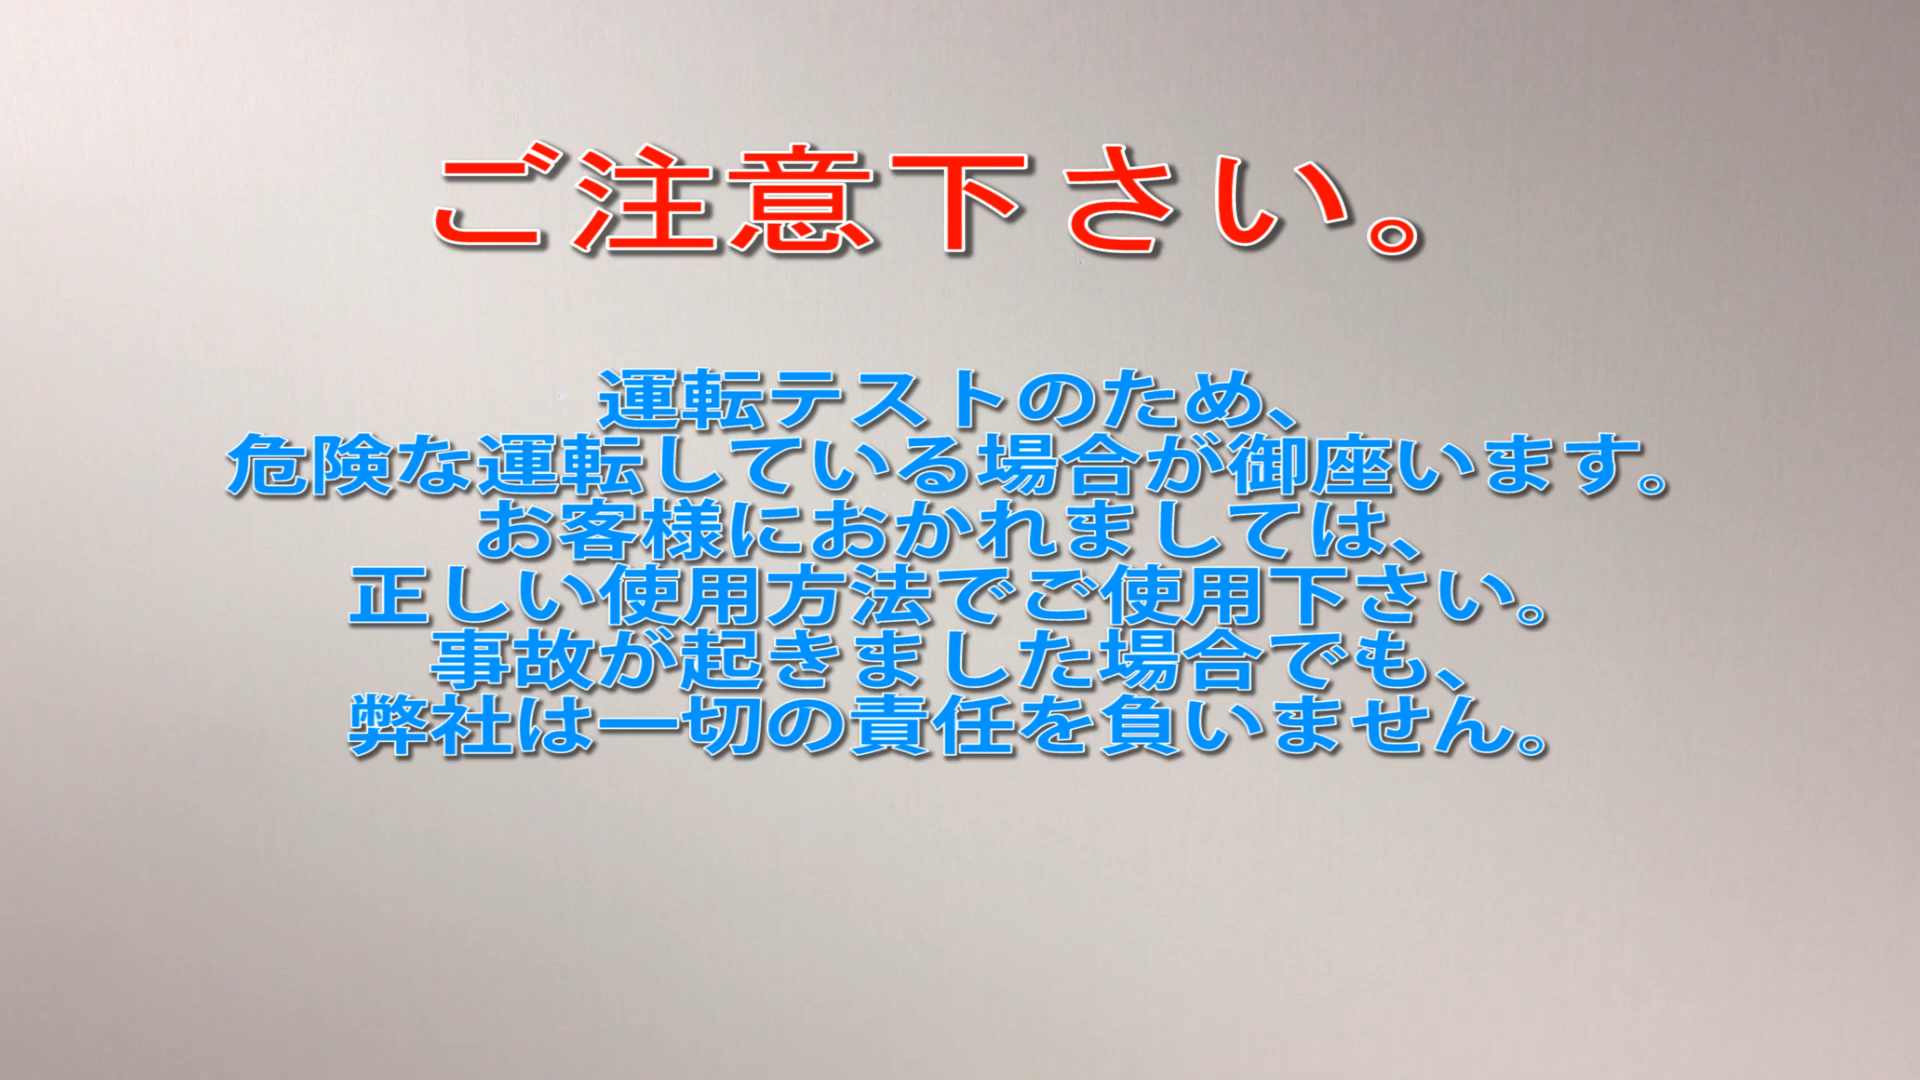 ご注意下さい。
運転テストのため、
危険な運転している場合が御座います。
お客様におかれましては、
正しい使用方法でご使用下さい。
事故が起きました場合でも、
弊社は一切の責任を負いません。